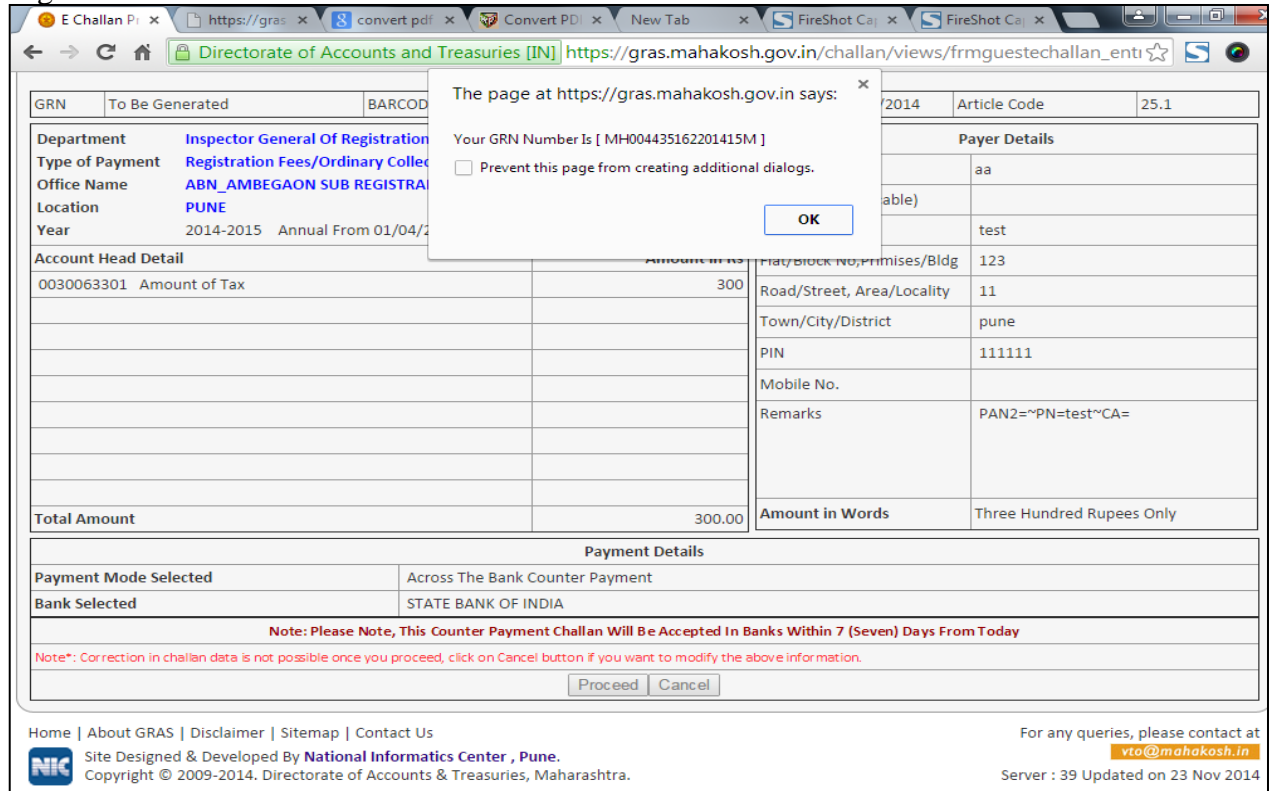 E Challan Pr
https://gras
convert pdf
Convert PDI
New Tab
FireShot Ca
FireShot Ca
Directorate of Accounts and Treasuries [IN] https://gras.mahakosh.gov.in/challan/views/frmguestechallan_entr
The page at https://gras.mahakosh.gov.in says:
Your GRN Number Is [ MH004435162201415M ]
Prevent this page from creating additional dialogs.
OK
GRN To Be Generated BARCOD /2014 Article Code 25.1
Department Inspector General Of Registration
Type of Payment Registration Fees/Ordinary Collec
Office Name ABN_AMBEGAON SUB REGISTRA
Location PUNE
Year 2014-2015 Annual From 01/04/2
Payer Details
aa
able)
test
Account Head Detail Amount In Rs
0030063301 Amount of Tax 300
Total Amount 300.00
Flat/Block No,Primises/Bldg 123
Road/Street, Area/Locality 11
Town/City/District pune
PIN 111111
Mobile No.
Remarks PAN2=~PN=test~CA=
Amount in Words Three Hundred Rupees Only
Payment Details
Payment Mode Selected Across The Bank Counter Payment
Bank Selected STATE BANK OF INDIA
Note: Please Note, This Counter Payment Challan Will Be Accepted In Banks Within 7 (Seven) Days From Today
Note*: Correction in challan data is not possible once you proceed, click on Cancel button if you want to modify the above information.
Proceed Cancel
Home | About GRAS | Disclaimer | Sitemap | Contact Us
NIC
Site Designed & Developed By National Informatics Center , Pune.
Copyright © 2009-2014. Directorate of Accounts & Treasuries, Maharashtra.
For any queries, please contact at
vto@mahakosh.in
Server : 39 Updated on 23 Nov 2014